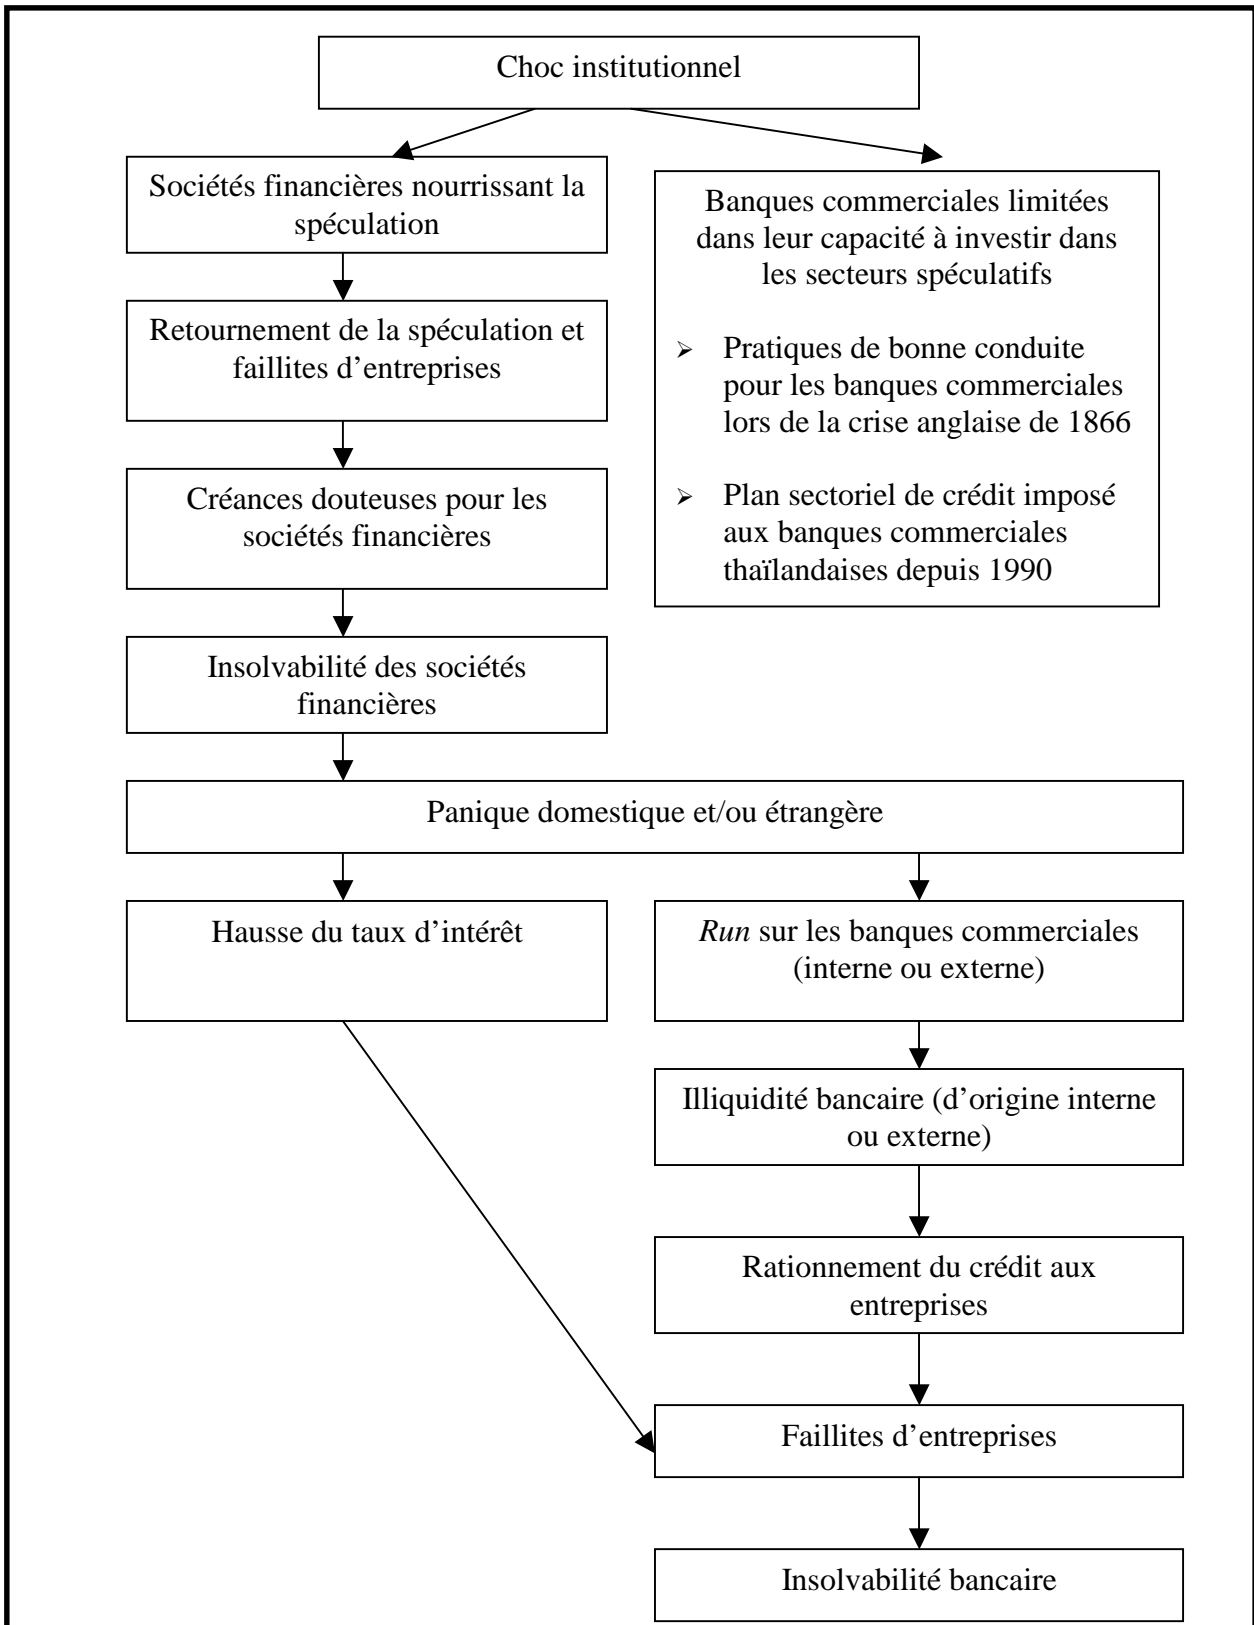 Choc institutionnel
Sociétés financières nourrissant la
spéculation
Banques commerciales limitées
dans leur capacité à investir dans
les secteurs spéculatifs
➢ Pratiques de bonne conduite
pour les banques commerciales
lors de la crise anglaise de 1866
➢ Plan sectoriel de crédit imposé
aux banques commerciales
thaïlandaises depuis 1990
Retournement de la spéculation et
faillites d’entreprises
Créances douteuses pour les
sociétés financières
Insolvabilité des sociétés
financières
Panique domestique et/ou étrangère
Hausse du taux d’intérêt
Run sur les banques commerciales
(interne ou externe)
Illiquidité bancaire (d’origine interne
ou externe)
Rationnement du crédit aux
entreprises
Faillites d’entreprises
Insolvabilité bancaire